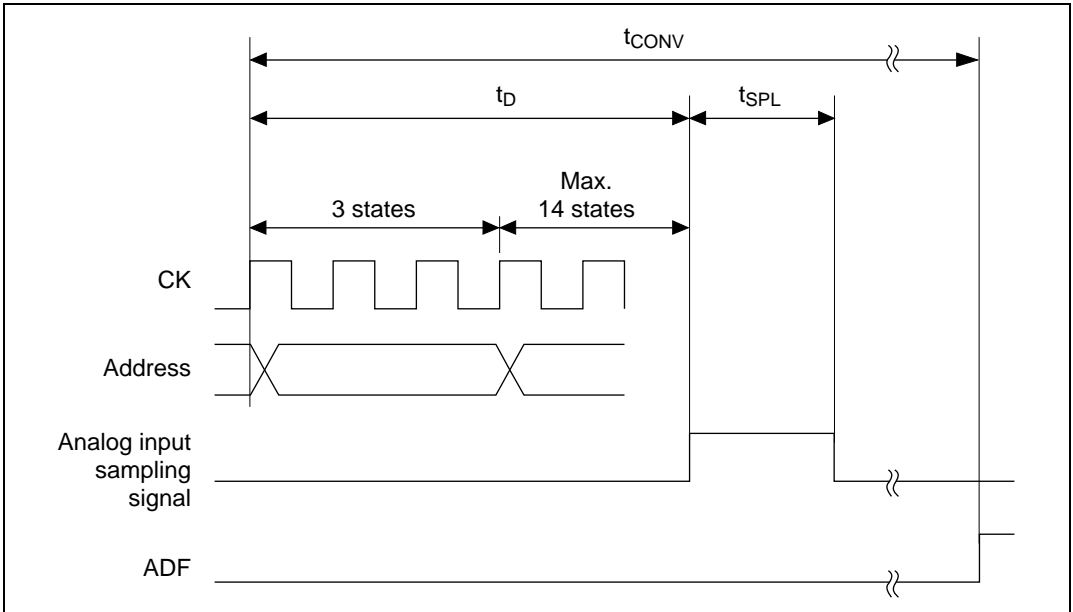 tCONV
tD
tSPL
Max.
3 states
14 states
CK
Address
Analog input
sampling
signal
ADF